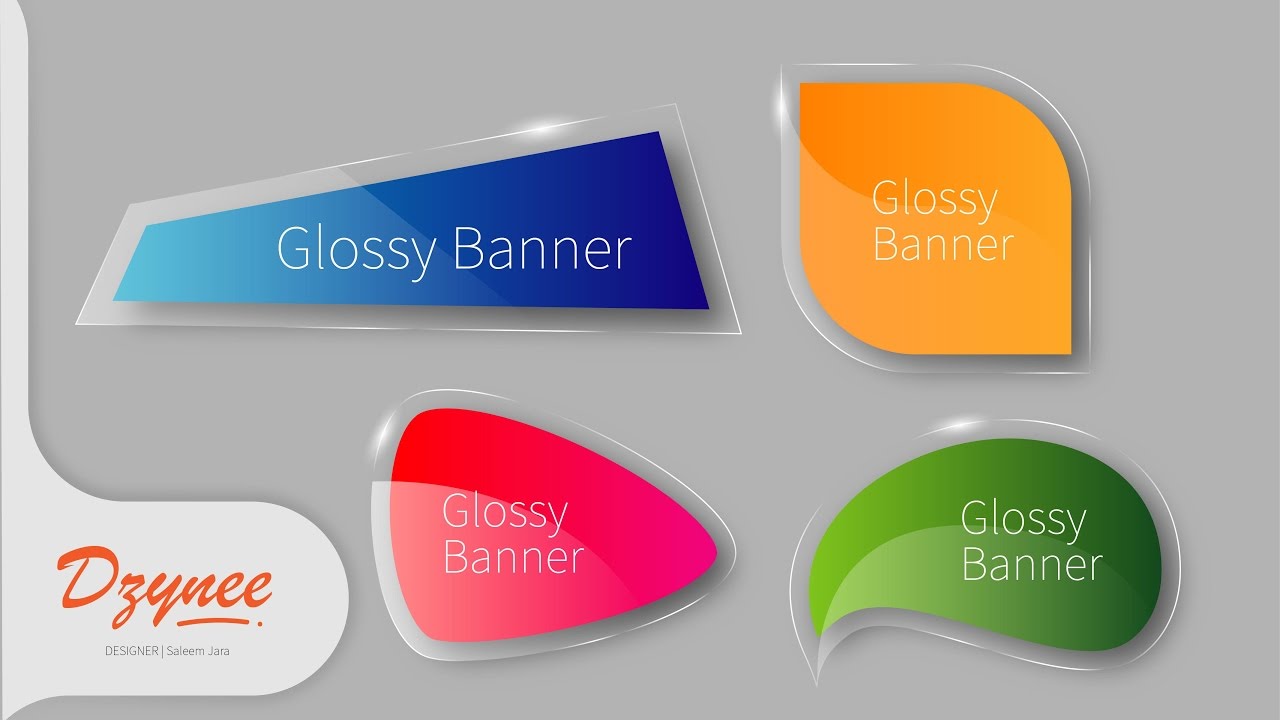 Glossy Banner
Glossy
Banner
Glossy
Banner
Glossy
Banner
Dzynee.
DESIGNER | Saleem Jara